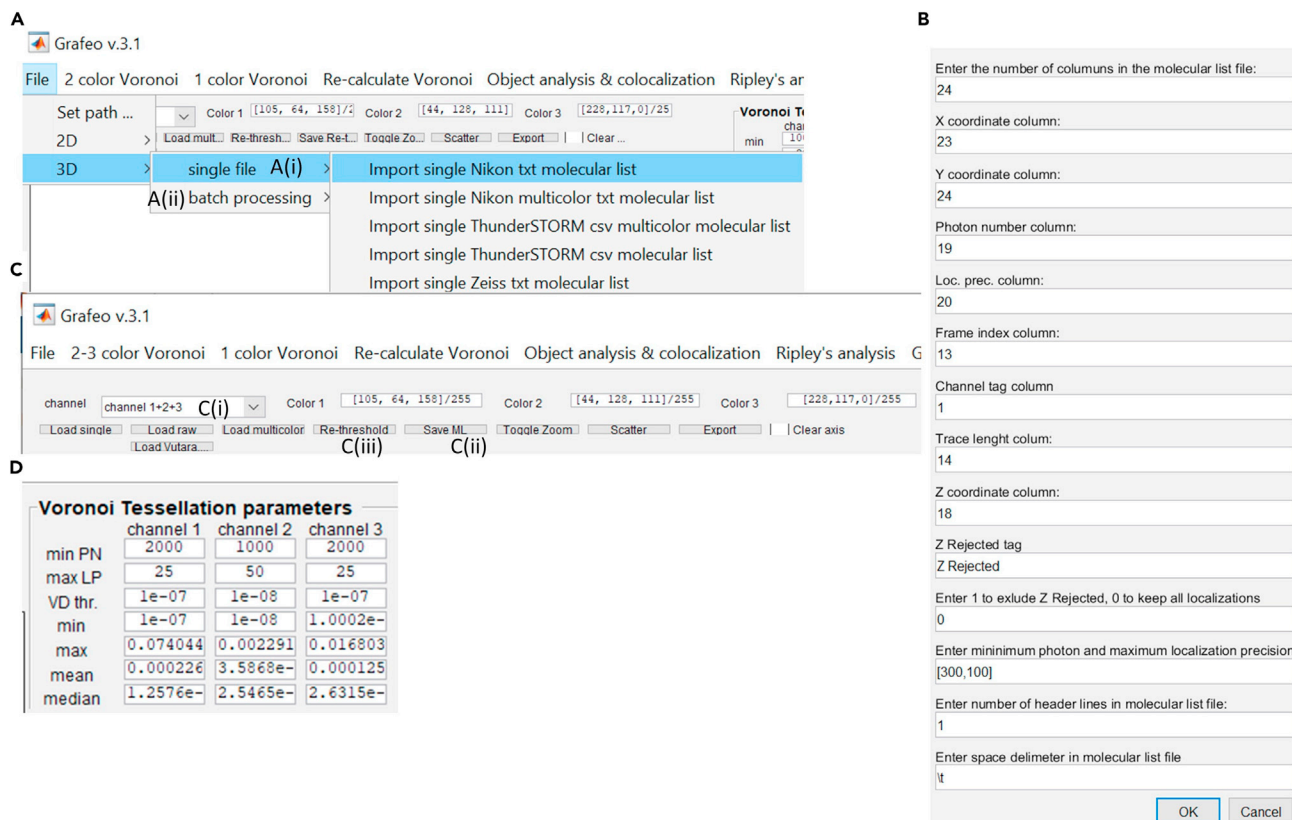 A
Grafeo v.3.1
File 2 color Voronoi 1 color Voronoi Re-calculate Voronoi Object analysis & colocalization Ripley's ar
Set path ...
2D >
3D >
Color 1 [105, 64, 158]/2 Color 2 [44, 128, 111] Color 3 [228,117,0]/25
Load mult... Re-thresh... Save Re-t... Toggle Zo... Scatter Export Clear ...
Voronoi Te
char
min 100
single file A(i) >
A(ii) batch processing >
Import single Nikon txt molecular list
Import single Nikon multicolor txt molecular list
Import single ThunderSTORM csv multicolor molecular list
Import single ThunderSTORM csv molecular list
Import single Zeiss txt molecular list
C
Grafeo v.3.1
File 2-3 color Voronoi 1 color Voronoi Re-calculate Voronoi Object analysis & colocalization Ripley's analysis G
channel channel 1+2+3 C(i) Color 1 [105, 64, 158]/255 Color 2 [44, 128, 111]/255 Color 3 [228,117,0]/255
Load single Load raw Load multicolor Re-threshold Save ML Toggle Zoom Scatter Export Clear axis
Load Vutara.... C(iii) C(ii)
D
Voronoi Tessellation parameters
channel 1 channel 2 channel 3
min PN 2000 1000 2000
max LP 25 50 25
VD thr. 1e-07 1e-08 1e-07
min 1e-07 1e-08 1.0002e-
max 0.074044 0.002291 0.016803
mean 0.000226 3.5868e- 0.000125
median 1.2576e- 2.5465e- 2.6315e-
B
Enter the number of columuns in the molecular list file:
24
X coordinate column:
23
Y coordinate column:
24
Photon number column:
19
Loc. prec. column:
20
Frame index column:
13
Channel tag column
1
Trace lenght colum:
14
Z coordinate column:
18
Z Rejected tag
Z Rejected
Enter 1 to exlude Z Rejected, 0 to keep all localizations
0
Enter mininimum photon and maximum localization precision
[300,100]
Enter number of header lines in molecular list file:
1
Enter space delimeter in molecular list file
\t
OK Cancel